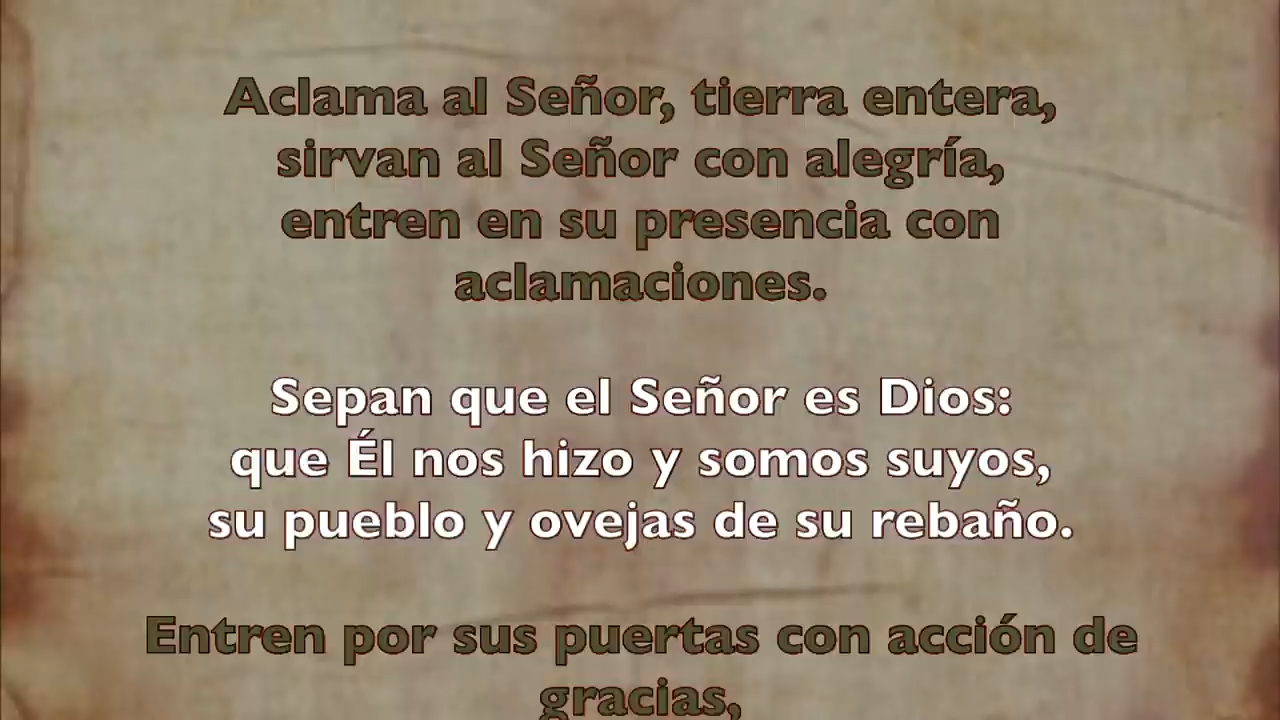 Aclama al Señor, tierra entera,
sirvan al Señor con alegría,
entren en su presencia con
aclamaciones.
Sepan que el Señor es Dios:
que Él nos hizo y somos suyos,
su pueblo y ovejas de su rebaño.
Entren por sus puertas con acción de
gracias,